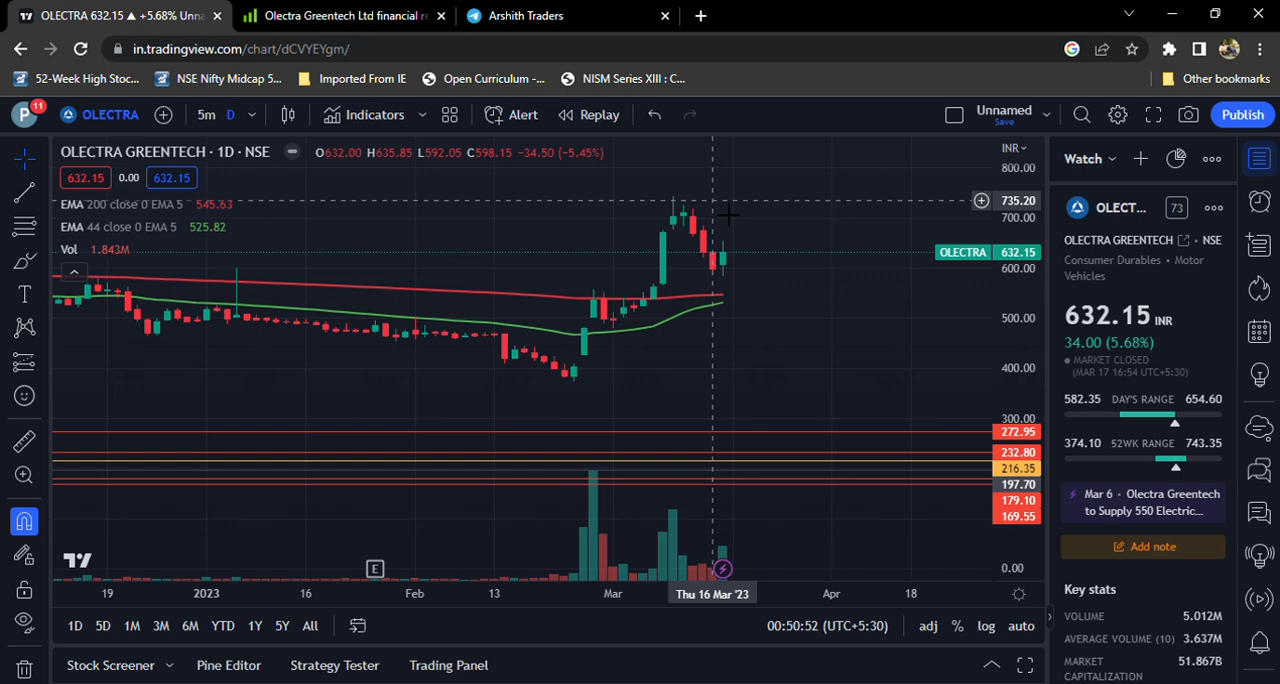 OLECTRA 632.15 ▲ +5.68% Unna
Olectra Greentech Ltd financial re
Arshith Traders
in.tradingview.com/chart/dCVYEYgm/
52-Week High Stoc...
NSE Nifty Midcap 5...
Imported From IE
Open Curriculum -...
NISM Series XIII : C...
Other bookmarks
P
11
OLECTRA
5m
D
Indicators
Alert
Replay
Unnamed
Save
Publish
OLECTRA GREENTECH · 1D · NSE
O632.00 H635.85 L592.05 C598.15 -34.50 (-5.45%)
632.15
0.00
632.15
EMA 200 close 0 EMA 5 545.63
EMA 44 close 0 EMA 5 525.82
Vol 1.843M
INR
800.00
735.20
700.00
OLECTRA 632.15
600.00
500.00
400.00
300.00
272.95
232.80
216.35
197.70
179.10
169.55
0.00
E
19
2023
16
Feb
13
Mar
Thu 16 Mar '23
Apr
18
1D
5D
1M
3M
6M
YTD
1Y
5Y
All
00:50:52 (UTC+5:30)
adj
%
log
auto
Stock Screener
Pine Editor
Strategy Tester
Trading Panel
Watch
OLECT...
73
OLECTRA GREENTECH · NSE
Consumer Durables · Motor
Vehicles
632.15 INR
34.00 (5.68%)
MARKET CLOSED
(MAR 17 16:54 UTC+5:30)
582.35 DAY'S RANGE 654.60
374.10 52WK RANGE 743.35
Mar 6 · Olectra Greentech
to Supply 550 Electric...
Add note
Key stats
VOLUME 5.012M
AVERAGE VOLUME (10) 3.637M
MARKET 51.867B
CAPITALIZATION